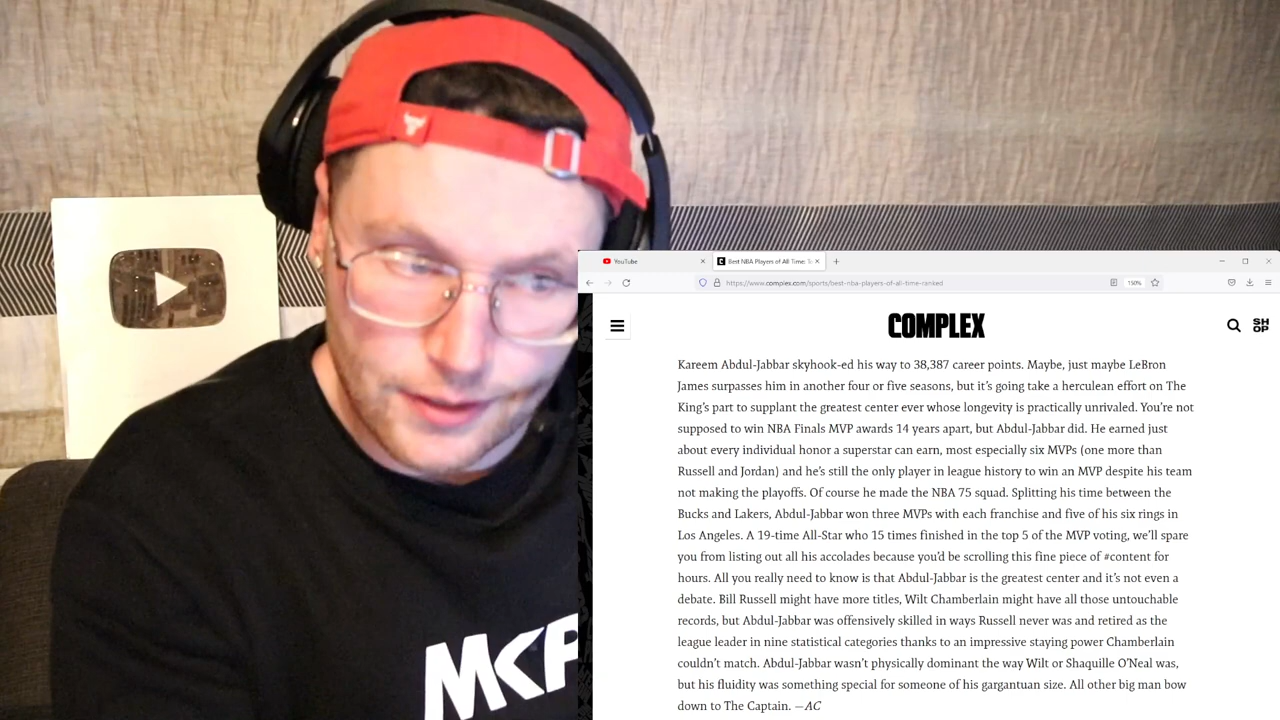 YouTube
Best NBA Players of All Time: To
https://www.complex.com/sports/best-nba-players-of-all-time-ranked
150%
COMPLEX
SH
OP
Kareem Abdul-Jabbar skyhook-ed his way to 38,387 career points. Maybe, just maybe LeBron
James surpasses him in another four or five seasons, but it's going take a herculean effort on The
King's part to supplant the greatest center ever whose longevity is practically unrivaled. You're not
supposed to win NBA Finals MVP awards 14 years apart, but Abdul-Jabbar did. He earned just
about every individual honor a superstar can earn, most especially six MVPs (one more than
Russell and Jordan) and he's still the only player in league history to win an MVP despite his team
not making the playoffs. Of course he made the NBA 75 squad. Splitting his time between the
Bucks and Lakers, Abdul-Jabbar won three MVPs with each franchise and five of his six rings in
Los Angeles. A 19-time All-Star who 15 times finished in the top 5 of the MVP voting, we'll spare
you from listing out all his accolades because you'd be scrolling this fine piece of #content for
hours. All you really need to know is that Abdul-Jabbar is the greatest center and it's not even a
debate. Bill Russell might have more titles, Wilt Chamberlain might have all those untouchable
records, but Abdul-Jabbar was offensively skilled in ways Russell never was and retired as the
league leader in nine statistical categories thanks to an impressive staying power Chamberlain
couldn't match. Abdul-Jabbar wasn't physically dominant the way Wilt or Shaquille O'Neal was,
but his fluidity was something special for someone of his gargantuan size. All other big man bow
down to The Captain. —AC